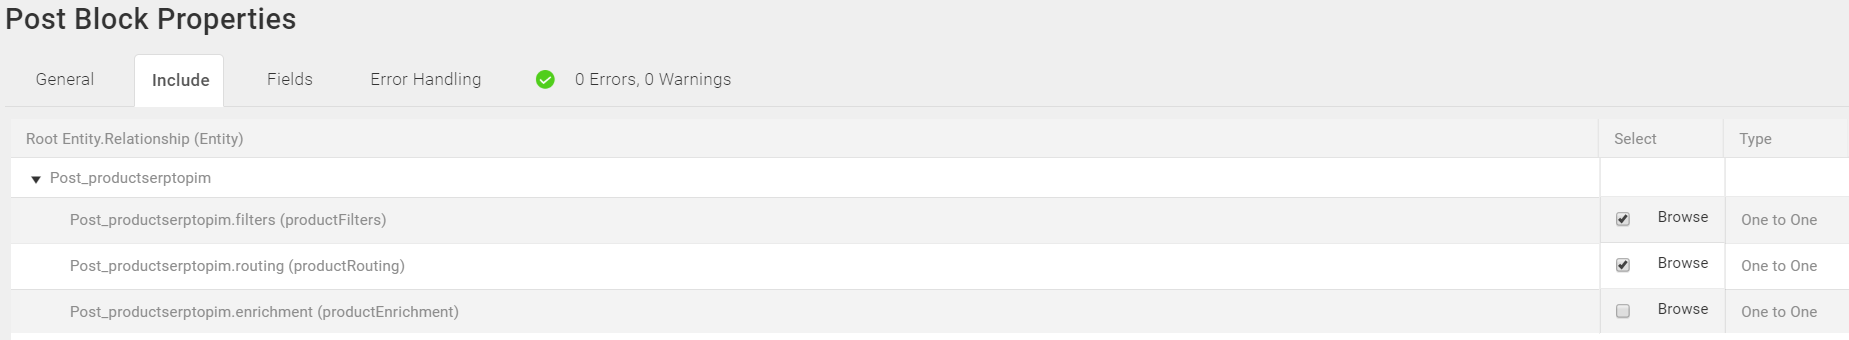 Post Block Properties
General Include Fields Error Handling 0 Errors, 0 Warnings
Root Entity.Relationship (Entity) Select Type
Post_productserptopim
Post_productserptopim.filters (productFilters) Browse One to One
Post_productserptopim.routing (productRouting) Browse One to One
Post_productserptopim.enrichment (productEnrichment) Browse One to One